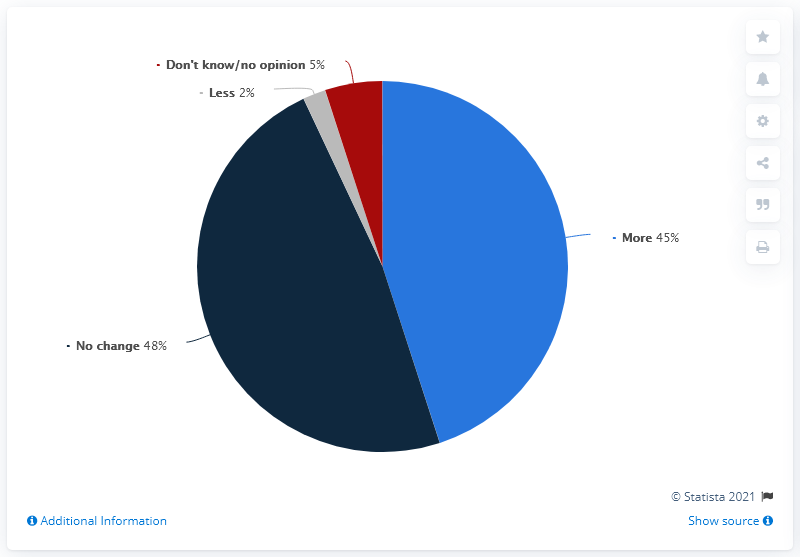 Don't know/no opinion 5%
Less 2%
More 45%
No change 48%
© Statista 2021
Additional Information
Show source